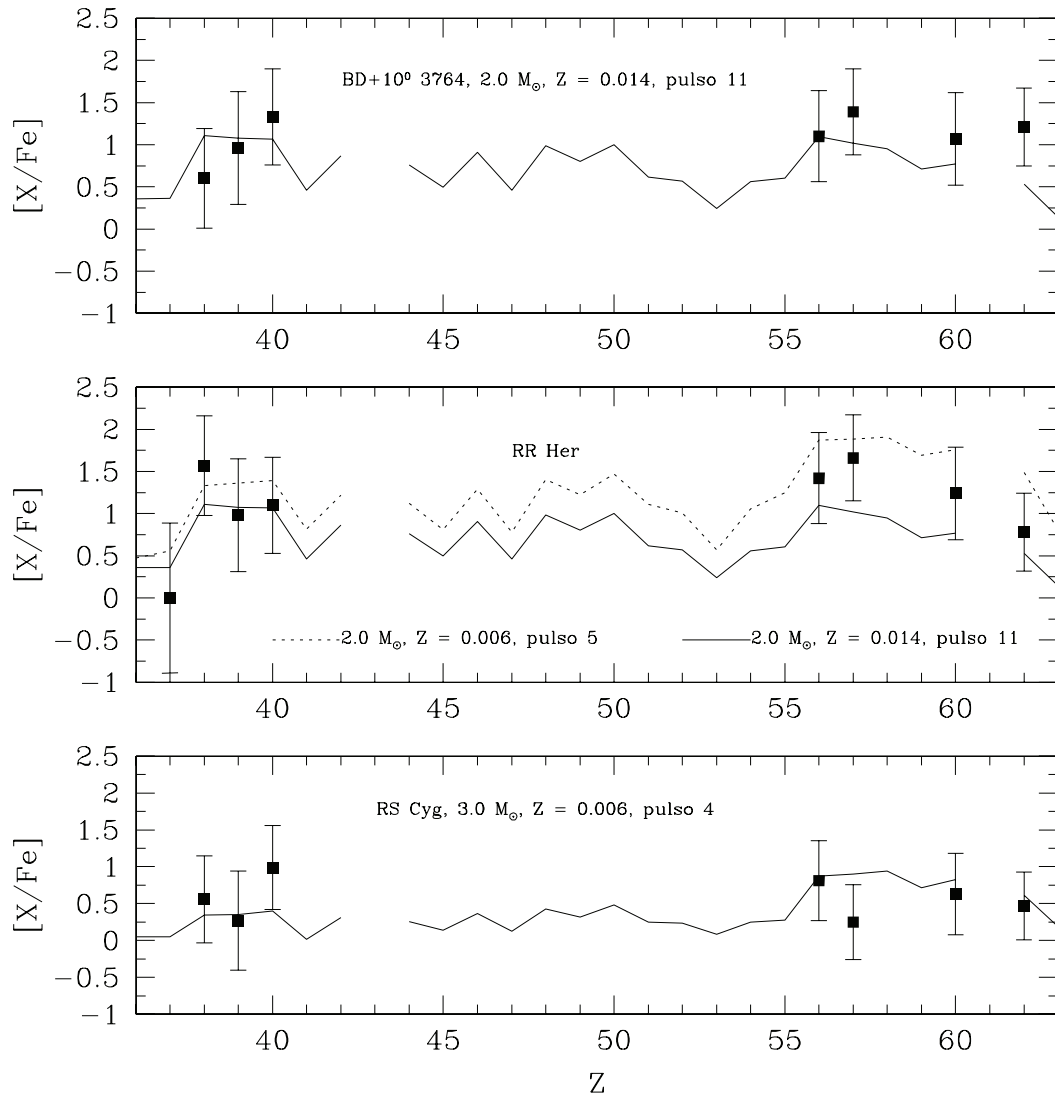 2.5
2
1.5
1
0.5
0
−0.5
−1
[X/Fe]
BD+10⁰ 3764, 2.0 M☉, Z = 0.014, pulso 11
40 45 50 55 60
2.5
2
1.5
1
0.5
0
−0.5
−1
[X/Fe]
RR Her
2.0 M☉, Z = 0.006, pulso 5
2.0 M☉, Z = 0.014, pulso 11
40 45 50 55 60
2.5
2
1.5
1
0.5
0
−0.5
−1
[X/Fe]
RS Cyg, 3.0 M☉, Z = 0.006, pulso 4
40 45 50 55 60
Z